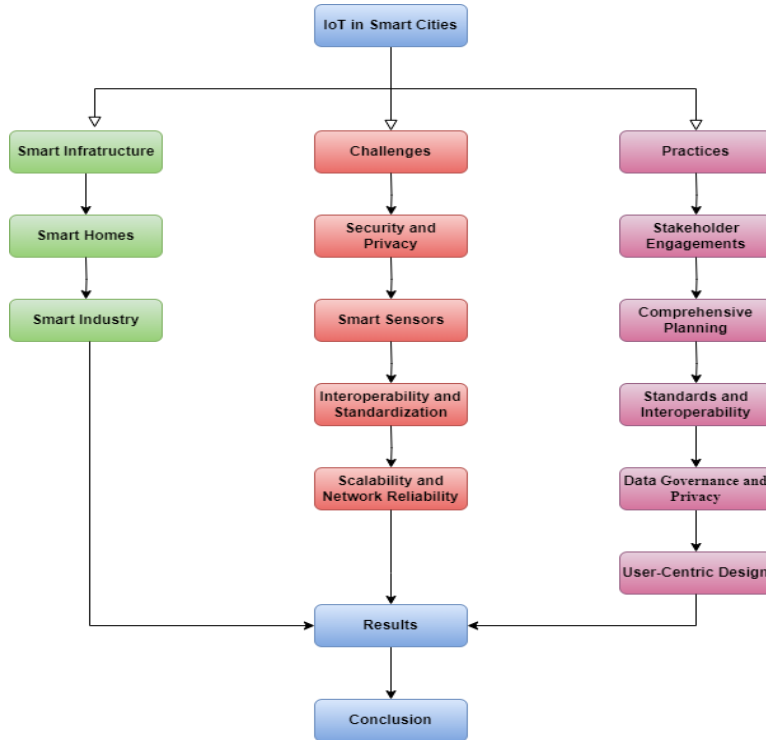 IoT in Smart Cities
Smart Infratructure
Challenges
Practices
Smart Homes
Security and
Privacy
Stakeholder
Engagements
Smart Industry
Smart Sensors
Comprehensive
Planning
Interoperability and
Standardization
Standards and
Interoperability
Scalability and
Network Reliability
Data Governance and
Privacy
User-Centric Design
Results
Conclusion